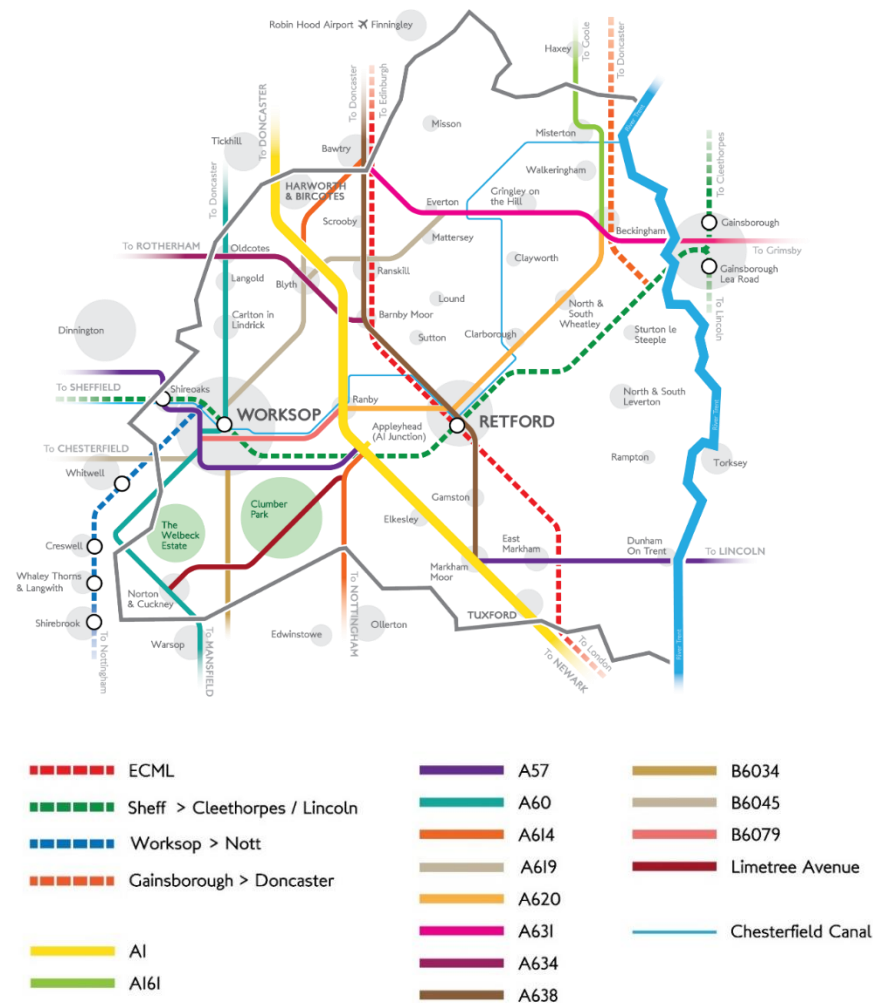 Robin Hood Airport ✈ Finningley
Haxey
To Goole
To Doncaster
To DONCASTER
To Doncaster
To Edinburgh
Misson
Misterton
River Trent
Tickhill
Bawtry
To Doncaster
HARWORTH
& BIRCOTES
Walkeringham
To Cleethorpes
Everton
Gringley on
the Hill
Scrooby
Beckingham
Gainsborough
To ROTHERHAM
Oldcotes
Mattersey
To Grimsby
Langold
Blyth
Ranskill
Clayworth
Gainsborough
Lea Road
Lound
North &
South
Wheatley
To Lincoln
Carlton in
Lindrick
Barnby Moor
Dinnington
Sutton
Clarborough
Sturton le
Steeple
To SHEFFIELD
Shireoaks
North & South
Leverton
Ranby
WORKSOP
RETFORD
River Trent
Appleyhead
(A1 Junction)
To CHESTERFIELD
Whitwell
Rampton
Torksey
Clumber
Park
Gamston
The
Welbeck
Estate
Elkesley
Creswell
East
Markham
Dunham
On Trent
To LINCOLN
Whaley Thorns
& Langwith
Norton
& Cuckney
Markham
Moor
Shirebrook
To NOTTINGHAM
TUXFORD
Ollerton
Edwinstowe
Warsop
To MANSFIELD
To Nottingham
To London
To NEWARK
River Trent
ECML
Sheff > Cleethorpes / Lincoln
Worksop > Nott
Gainsborough > Doncaster
A1
A161
A57
A60
A614
A619
A620
A631
A634
A638
B6034
B6045
B6079
Limetree Avenue
Chesterfield Canal